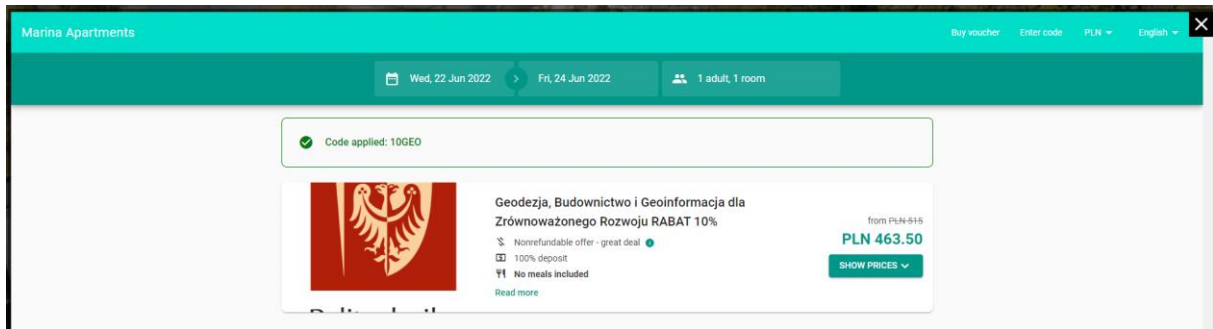 Marina Apartments
Buy voucher Enter code PLN English
Wed, 22 Jun 2022 Fri, 24 Jun 2022 1 adult, 1 room
Code applied: 10GEO
Geodezja, Budownictwo i Geoinformacja dla
Zrównoważonego Rozwoju RABAT 10%
Nonrefundable offer - great deal
100% deposit
No meals included
Read more
from PLN 515
PLN 463.50
SHOW PRICES